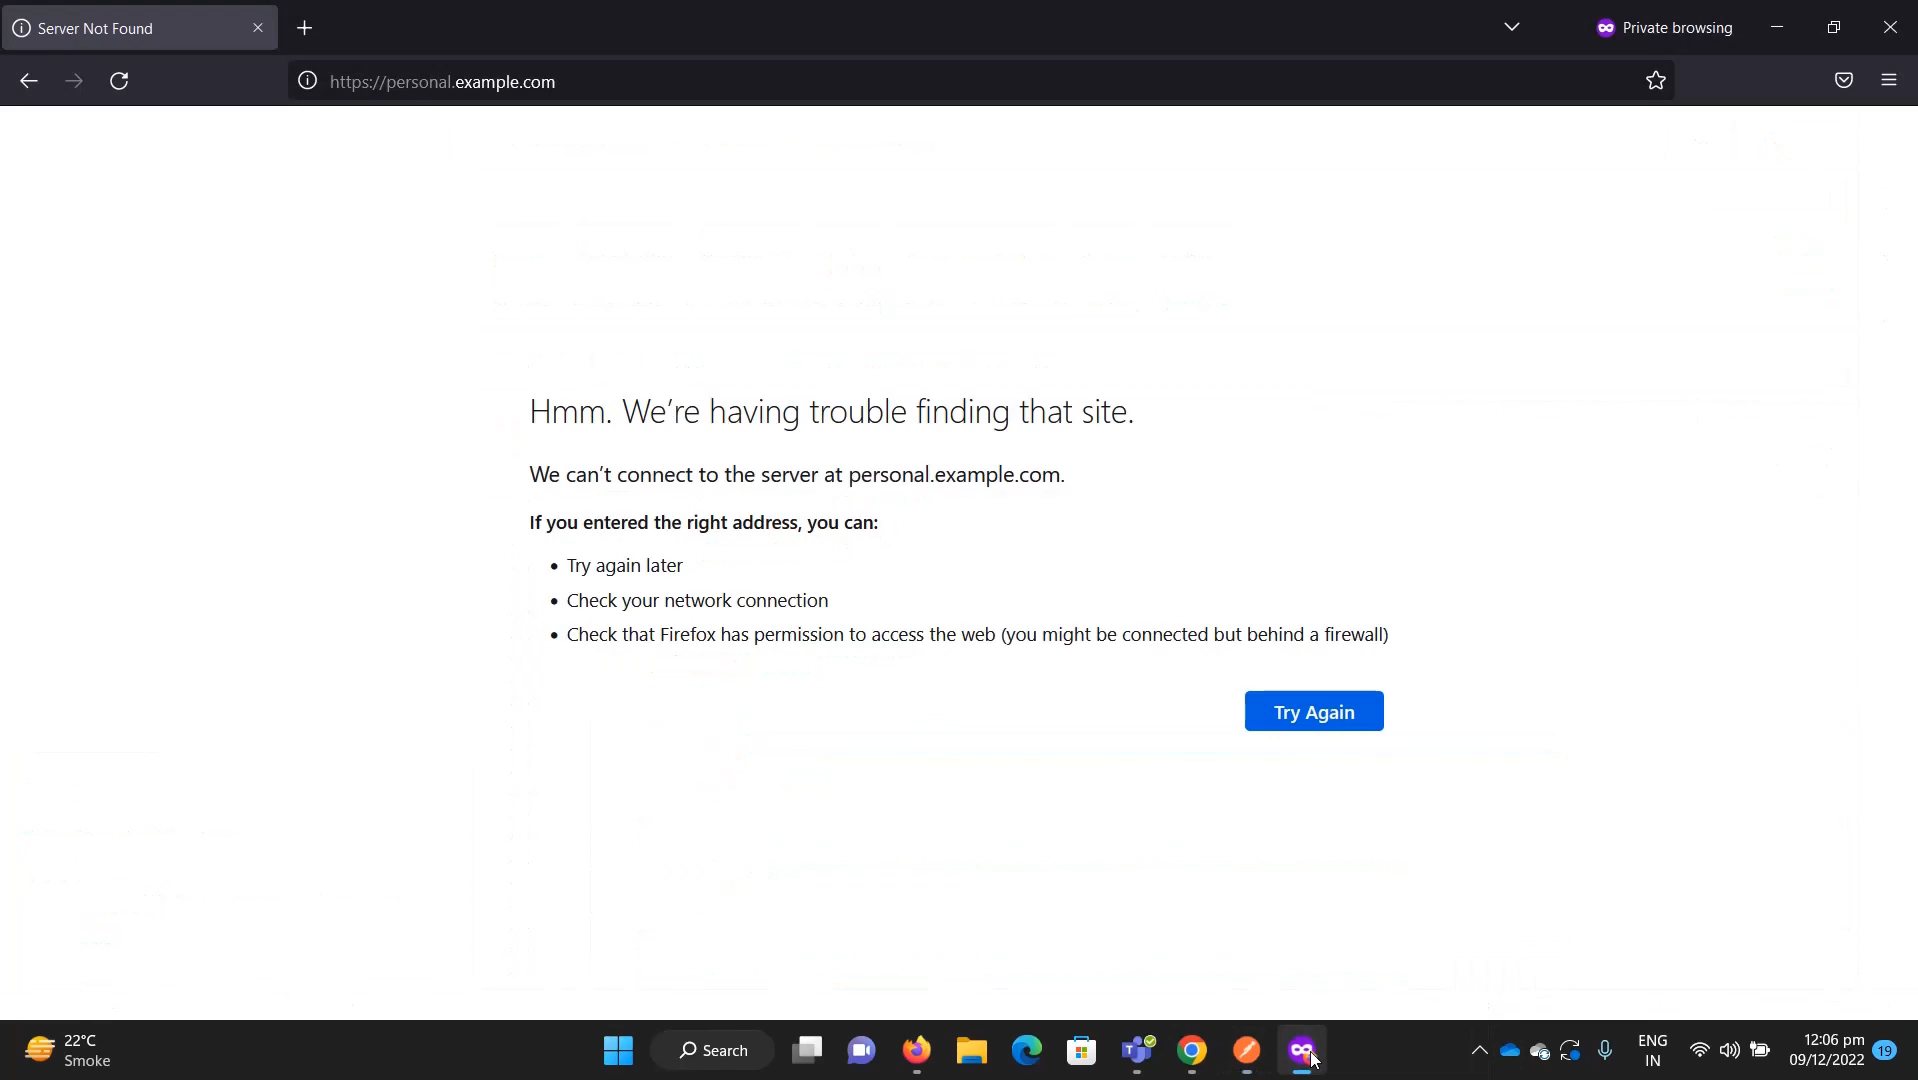 Server Not Found
Private browsing
https://personal.example.com
Hmm. We’re having trouble finding that site.
We can’t connect to the server at personal.example.com.
If you entered the right address, you can:
• Try again later
• Check your network connection
• Check that Firefox has permission to access the web (you might be connected but behind a firewall)
Try Again
22°C
Smoke
Search
ENG
IN
12:06 pm
09/12/2022
19